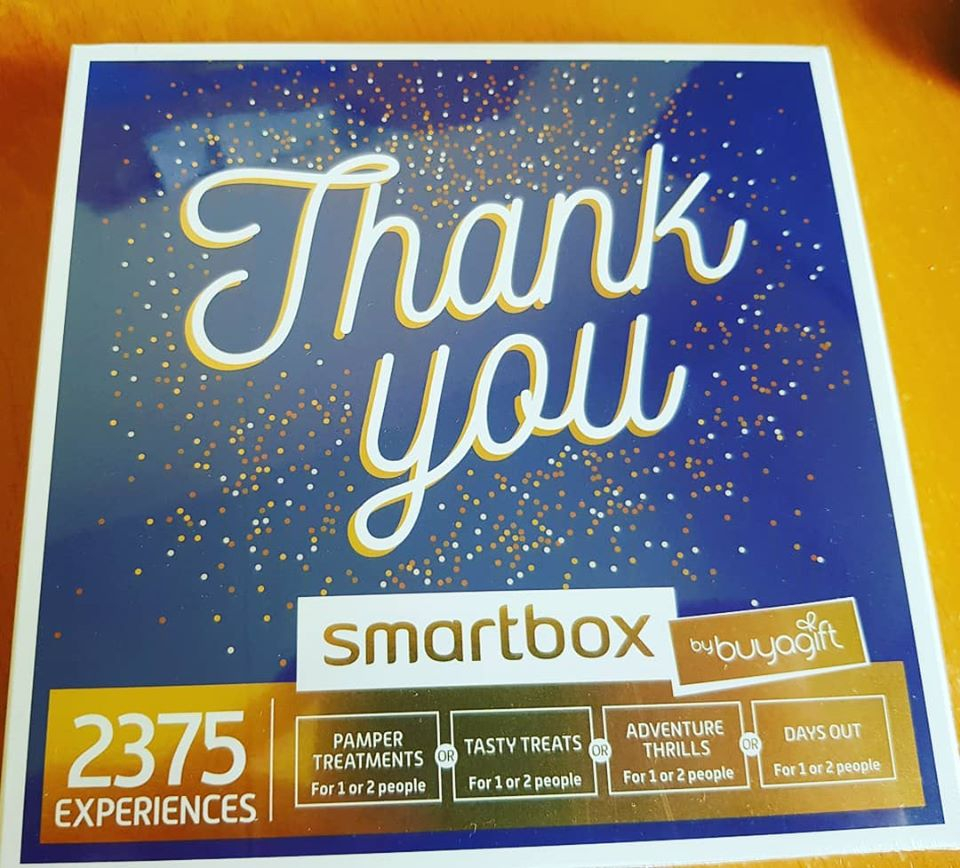 Thank
you
smartbox
by buyagift
2375
EXPERIENCES
PAMPER
TREATMENTS
For 1 or 2 people
OR
TASTY TREATS
For 1 or 2 people
OR
ADVENTURE
THRILLS
For 1 or 2 people
OR
DAYS OUT
For 1 or 2 people